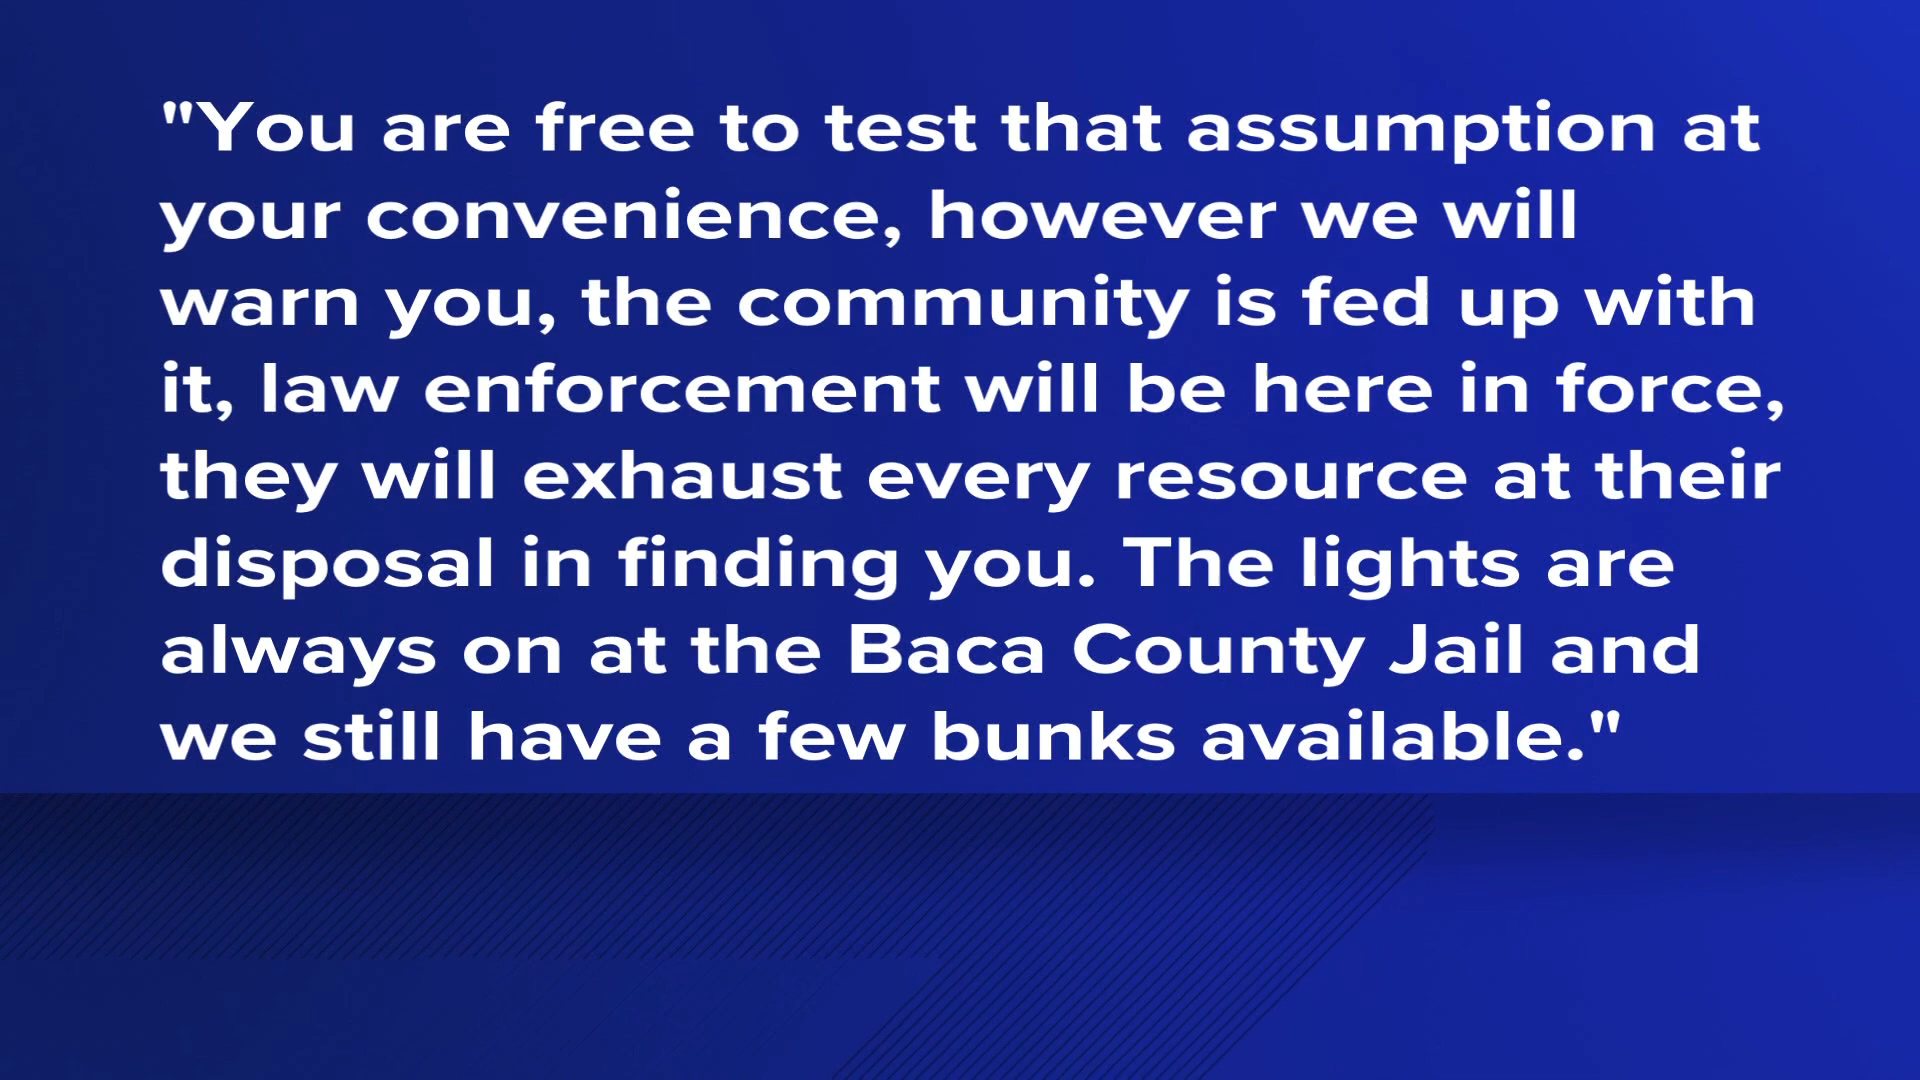 "You are free to test that assumption at
your convenience, however we will
warn you, the community is fed up with
it, law enforcement will be here in force,
they will exhaust every resource at their
disposal in finding you. The lights are
always on at the Baca County Jail and
we still have a few bunks available."